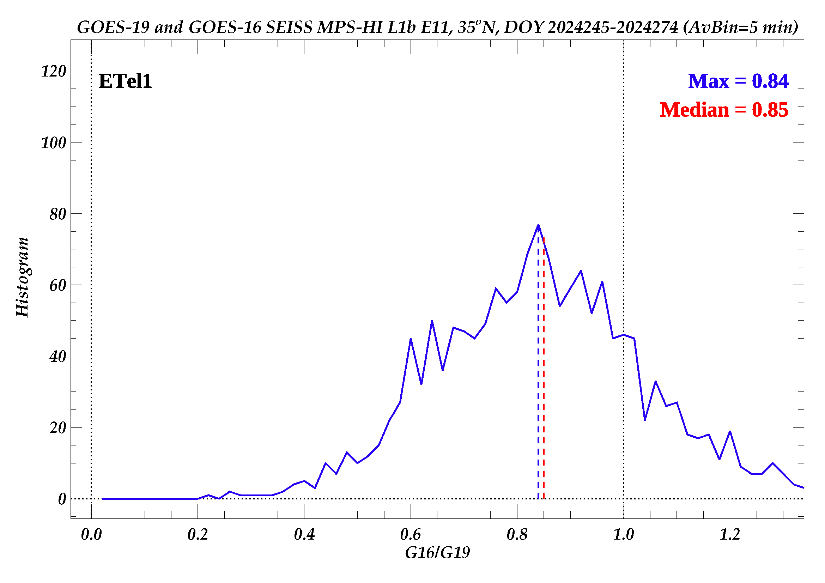 GOES-19 and GOES-16 SEISS MPS-HI L1b E11, 35°N, DOY 2024245-2024274 (AvBin=5 min)
ETel1
Max = 0.84
Median = 0.85
120
100
80
60
40
20
0
Histogram
0.0 0.2 0.4 0.6 0.8 1.0 1.2
G16/G19